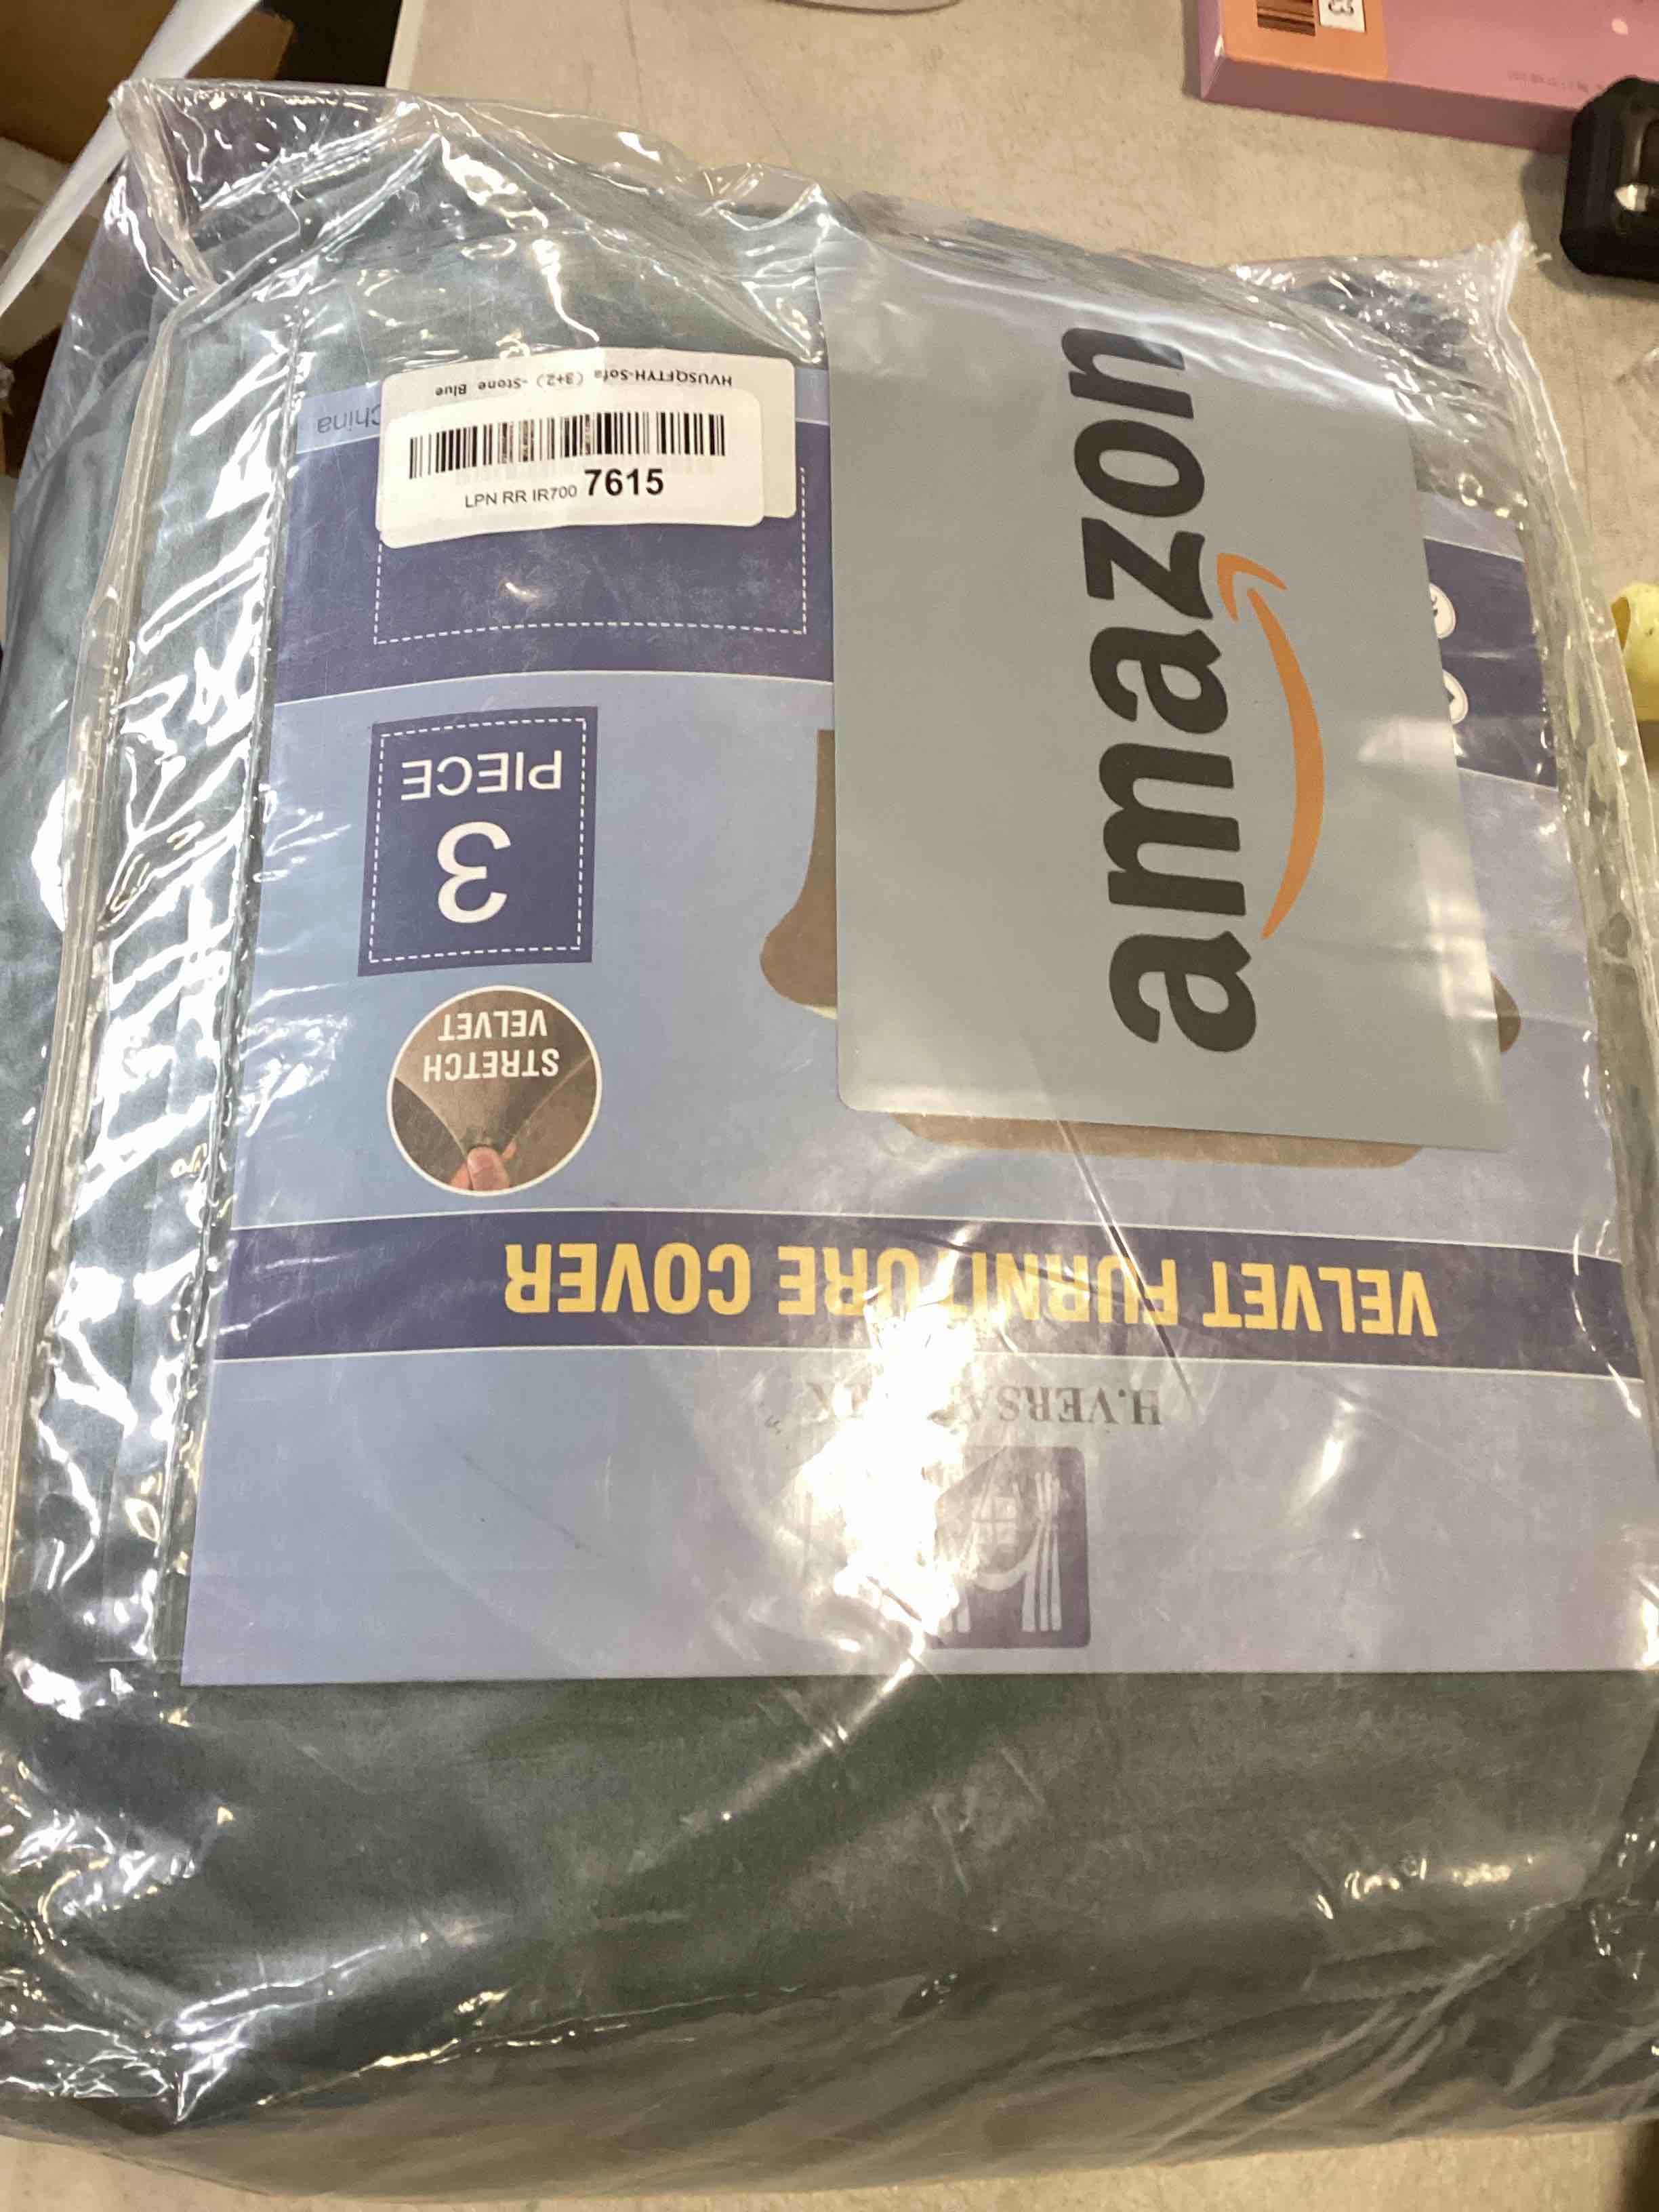 HVUSQFTYH-Sofa (3+2) -Stone Blue
LPN RR IR700 7615
China
amazon
3
PIECE
STRETCH
VELVET
VELVET FURNITURE COVER